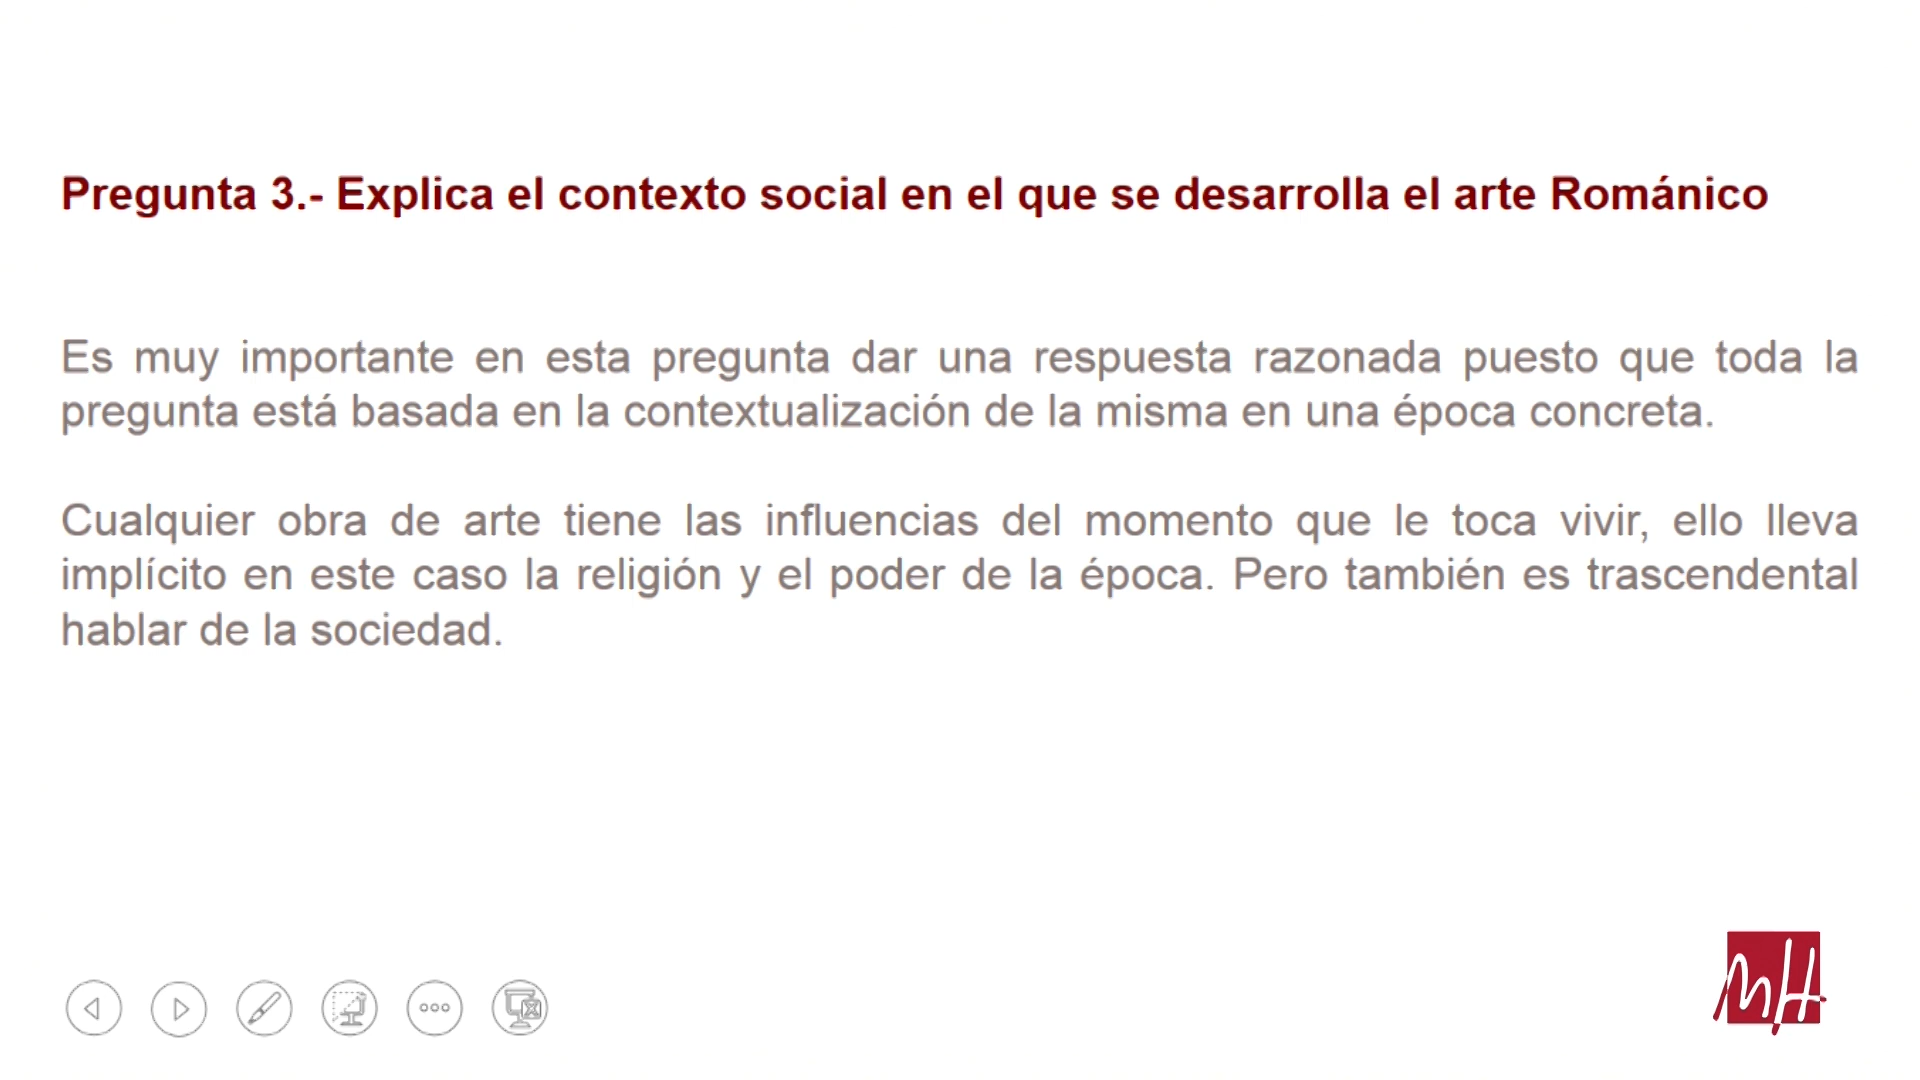 Pregunta 3.- Explica el contexto social en el que se desarrolla el arte Románico
Es muy importante en esta pregunta dar una respuesta razonada puesto que toda la
pregunta está basada en la contextualización de la misma en una época concreta.
Cualquier obra de arte tiene las influencias del momento que le toca vivir, ello lleva
implícito en este caso la religión y el poder de la época. Pero también es trascendental
hablar de la sociedad.
MH